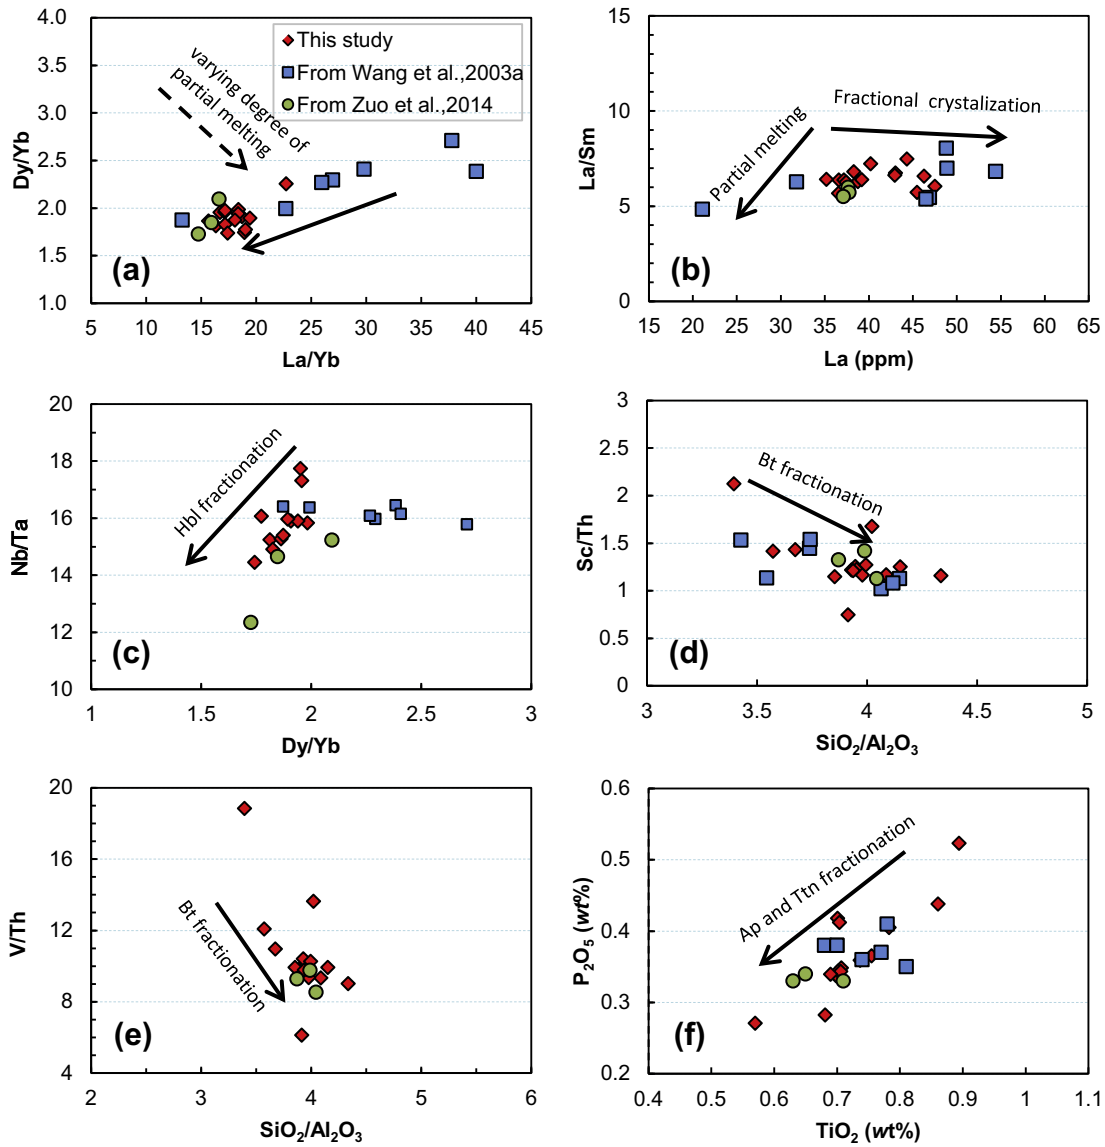 4.0
3.5
3.0
2.5
2.0
1.5
1.0
Dy/Yb
This study
From Wang et al.,2003a
From Zuo et al.,2014
varying degree of
partial melting
(a)
5 10 15 20 25 30 35 40 45
La/Yb
15
10
5
0
La/Sm
Fractional crystalization
Partial melting
(b)
15 25 35 45 55 65
La (ppm)
20
18
16
14
12
10
Nb/Ta
Hbl fractionation
(c)
1 1.5 2 2.5 3
Dy/Yb
3
2.5
2
1.5
1
0.5
0
Sc/Th
Bt fractionation
(d)
3 3.5 4 4.5 5
SiO₂/Al₂O₃
20
16
12
8
4
V/Th
Bt fractionation
(e)
2 3 4 5 6
SiO₂/Al₂O₃
0.6
0.5
0.4
0.3
0.2
P₂O₅ (wt%)
Ap and Ttn fractionation
(f)
0.4 0.5 0.6 0.7 0.8 0.9 1 1.1
TiO₂ (wt%)